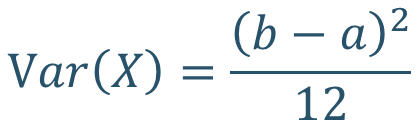 Var(X) = (b − a)² / 12